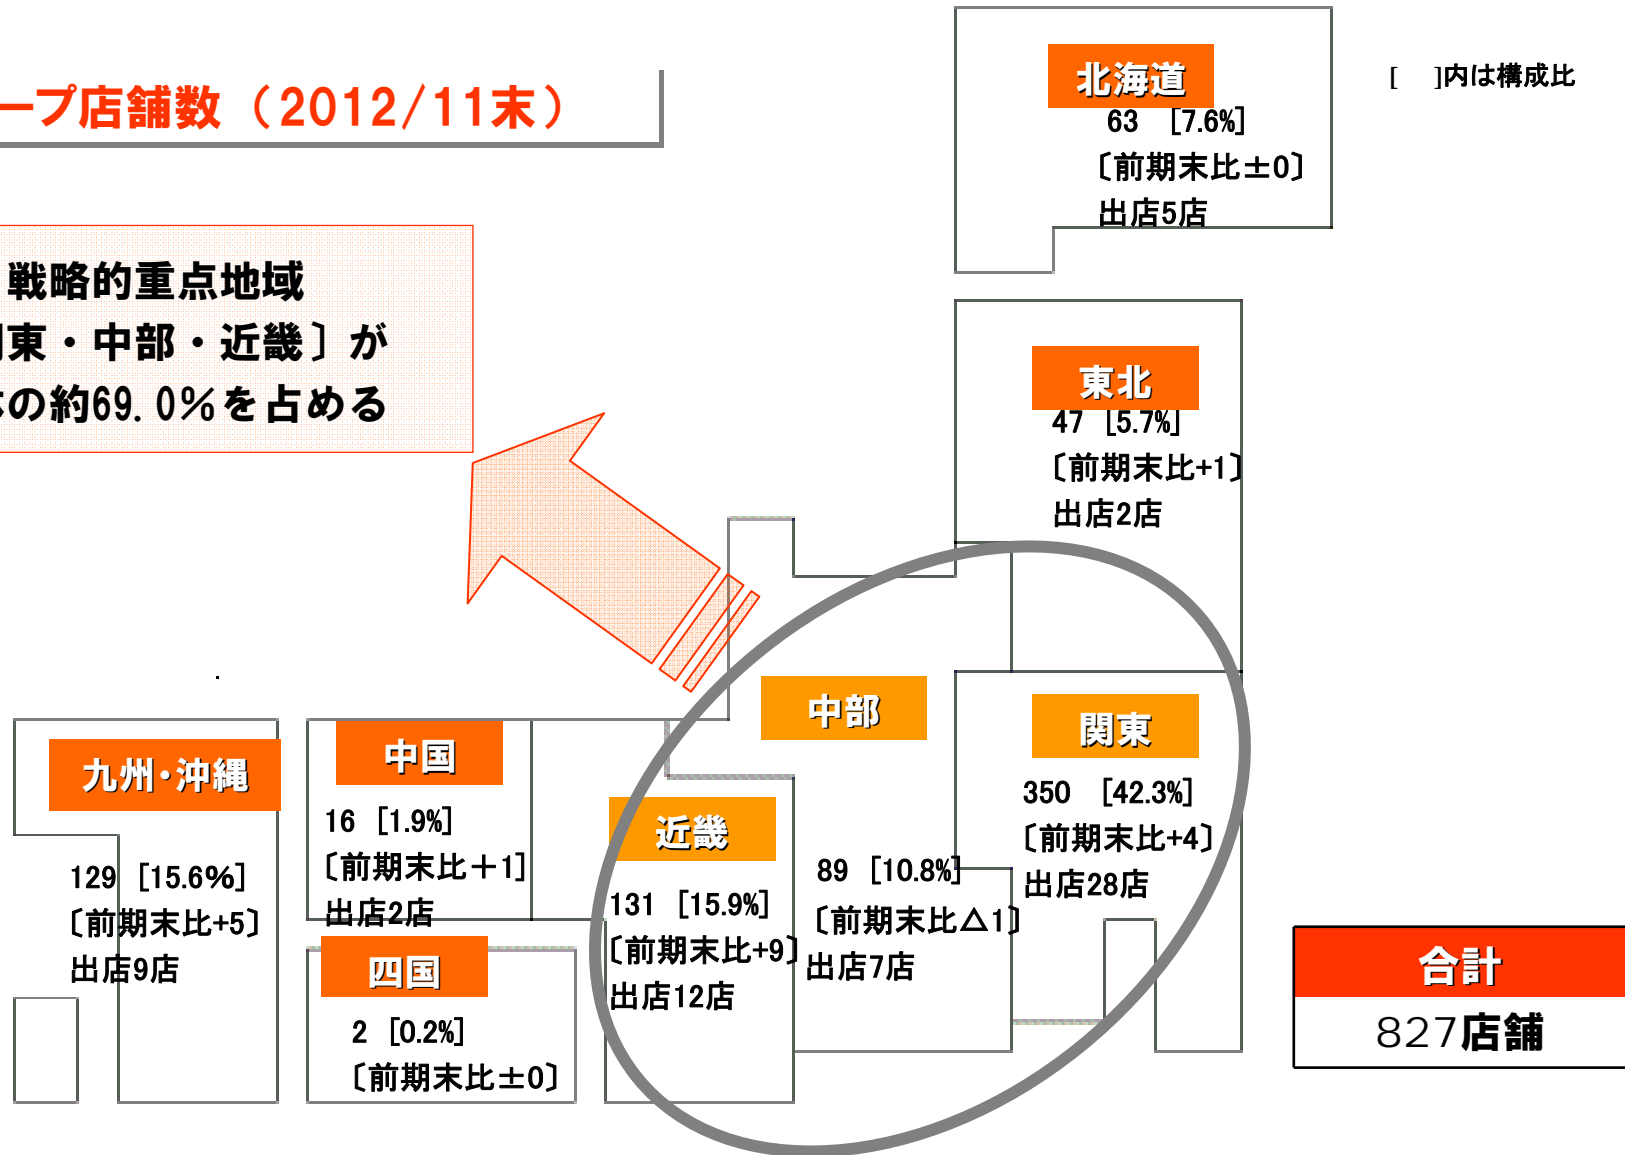 ープ店舗数（2012/11末）
[　]内は構成比
北海道
63 [7.6%]
〔前期末比±0〕
出店5店
戦略的重点地域
東・中部・近畿〕が
の約69.0％を占める
東北
47 [5.7%]
〔前期末比+1〕
出店2店
中部
89 [10.8%]
〔前期末比△1〕
出店7店
関東
350 [42.3%]
〔前期末比+4〕
出店28店
近畿
131 [15.9%]
〔前期末比+9〕
出店12店
中国
16 [1.9%]
〔前期末比＋1〕
出店2店
四国
2 [0.2%]
〔前期末比±0〕
九州・沖縄
129 [15.6%]
〔前期末比+5〕
出店9店
合計
827店舗